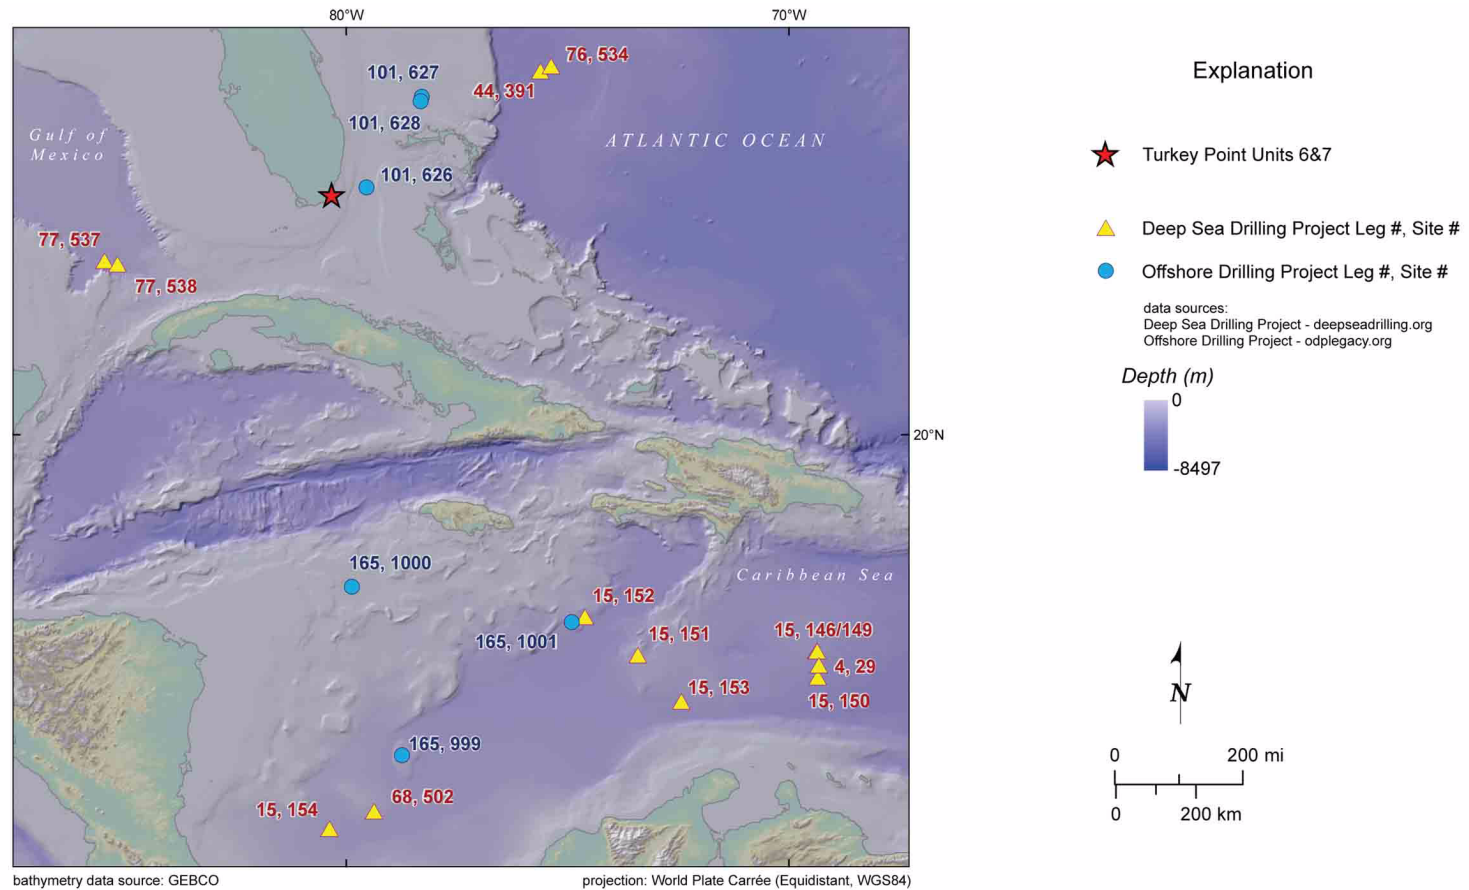 80°W
70°W
76, 534
101, 627
44, 391
101, 628
Gulf of
Mexico
ATLANTIC OCEAN
101, 626
77, 537
77, 538
20°N
165, 1000
Caribbean Sea
15, 152
165, 1001
15, 151
15, 146/149
4, 29
15, 153
15, 150
165, 999
68, 502
15, 154
bathymetry data source: GEBCO
projection: World Plate Carrée (Equidistant, WGS84)
Explanation
Turkey Point Units 6&7
Deep Sea Drilling Project Leg #, Site #
Offshore Drilling Project Leg #, Site #
data sources:
Deep Sea Drilling Project - deepseadrilling.org
Offshore Drilling Project - odplegacy.org
Depth (m)
0
-8497
N
0 200 mi
0 200 km